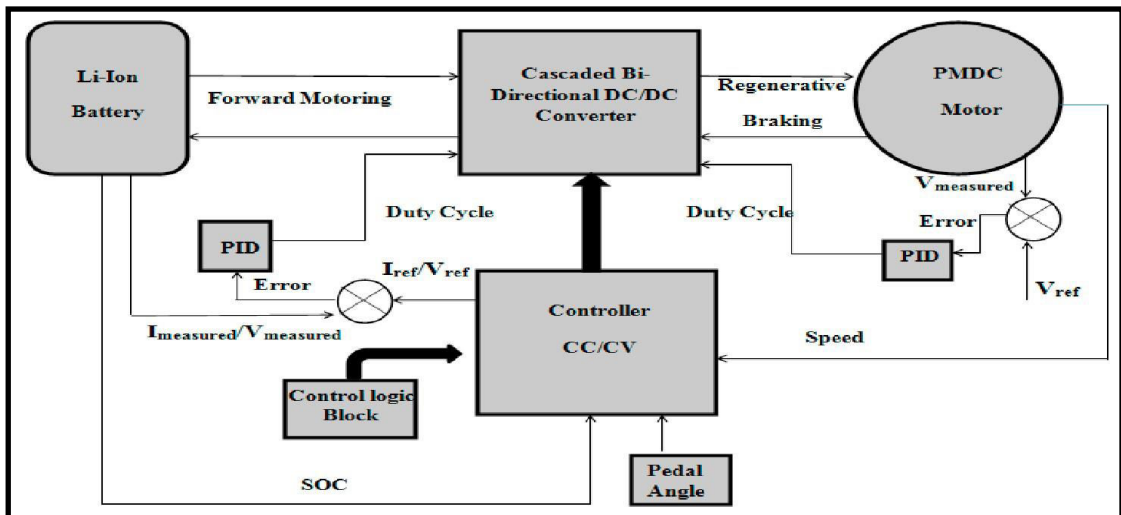 Li-Ion
Battery
Forward Motoring
Cascaded Bi-
Directional DC/DC
Converter
Regenerative
Braking
PMDC
Motor
Vmeasured
Duty Cycle
Duty Cycle
PID
Error
PID
Error
Vref
Iref/Vref
Imeasured/Vmeasured
Controller
CC/CV
Speed
Control logic
Block
SOC
Pedal
Angle